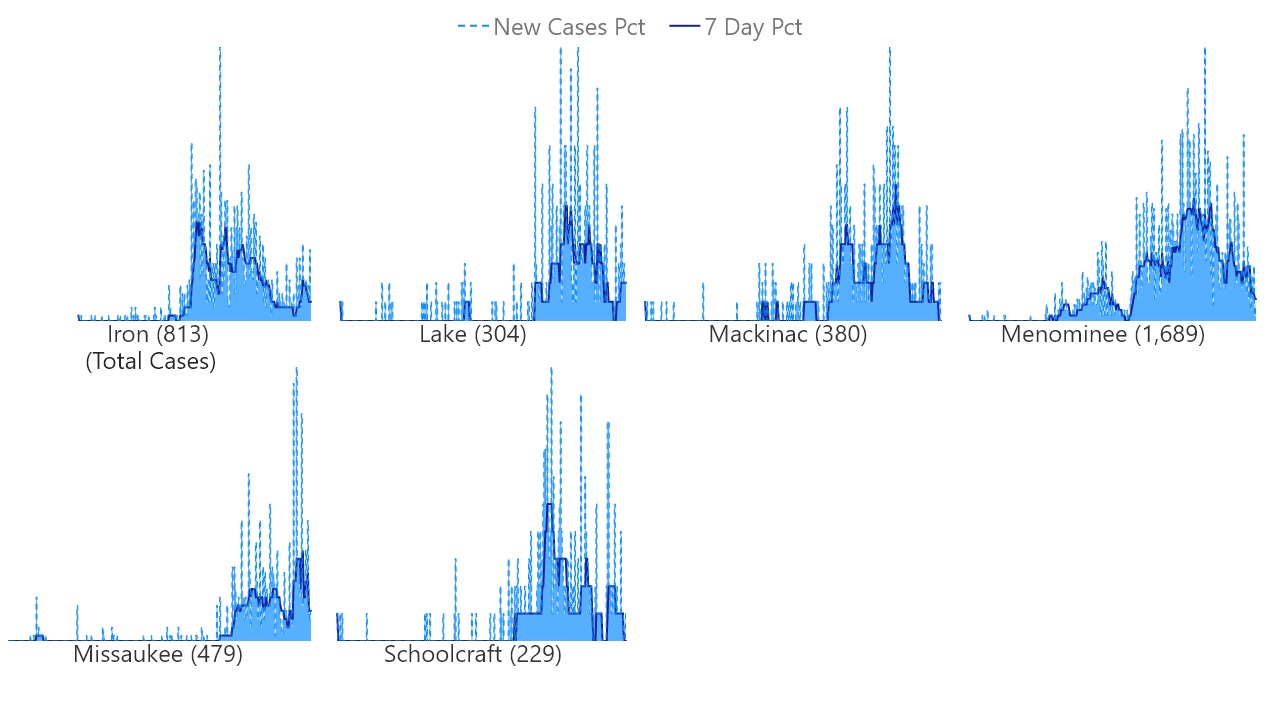 New Cases Pct 7 Day Pct
Iron (813) Lake (304) Mackinac (380) Menominee (1,689)
(Total Cases)
Missaukee (479) Schoolcraft (229)